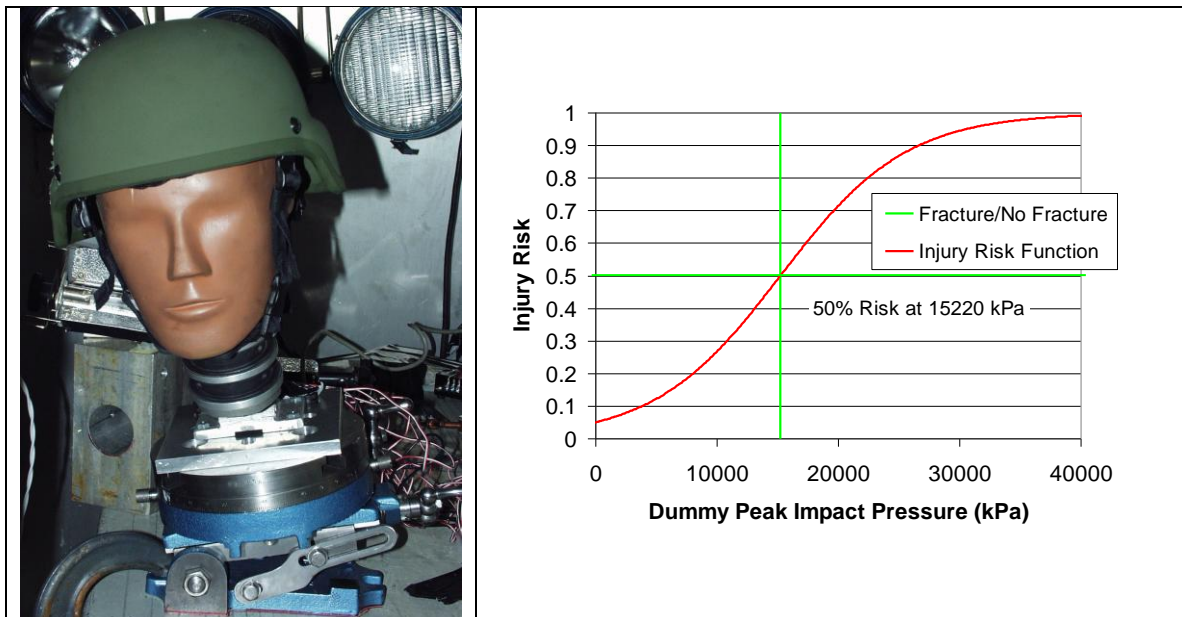 1
0.9
0.8
0.7
0.6
0.5
0.4
0.3
0.2
0.1
0
Injury Risk
Fracture/No Fracture
Injury Risk Function
50% Risk at 15220 kPa
0 10000 20000 30000 40000
Dummy Peak Impact Pressure (kPa)